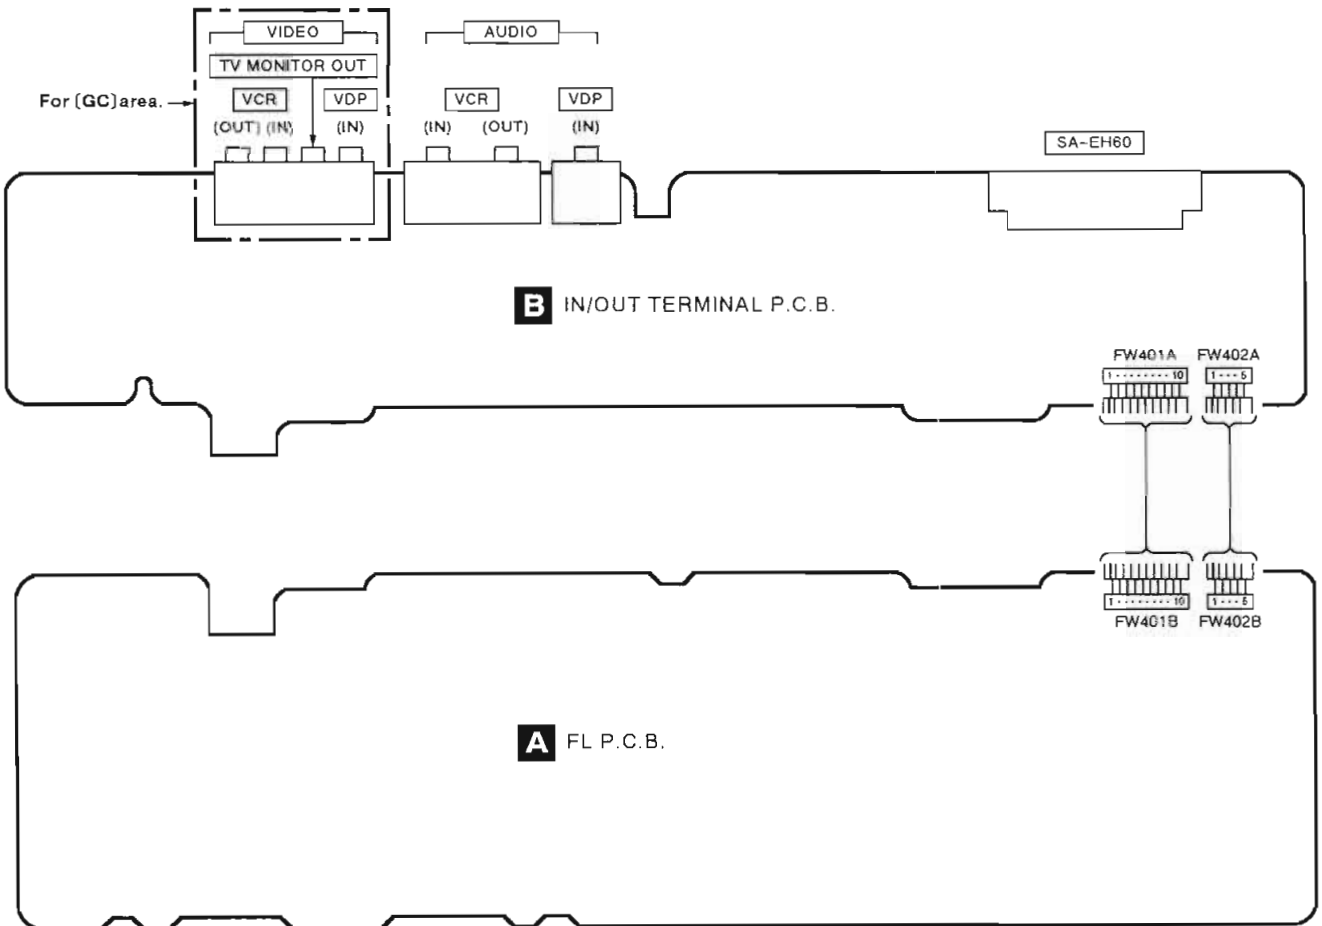 VIDEO
AUDIO
TV MONITOR OUT
For (GC) area.
VCR
VDP
VCR
VDP
(OUT) (IN)
(IN)
(IN)
(OUT)
(IN)
SA-EH60
B IN/OUT TERMINAL P.C.B.
FW401A
FW402A
1 - - - - - - - - 10
1 - - - 5
1 - - - - - - - - 10
1 - - - 5
FW401B
FW402B
A FL P.C.B.